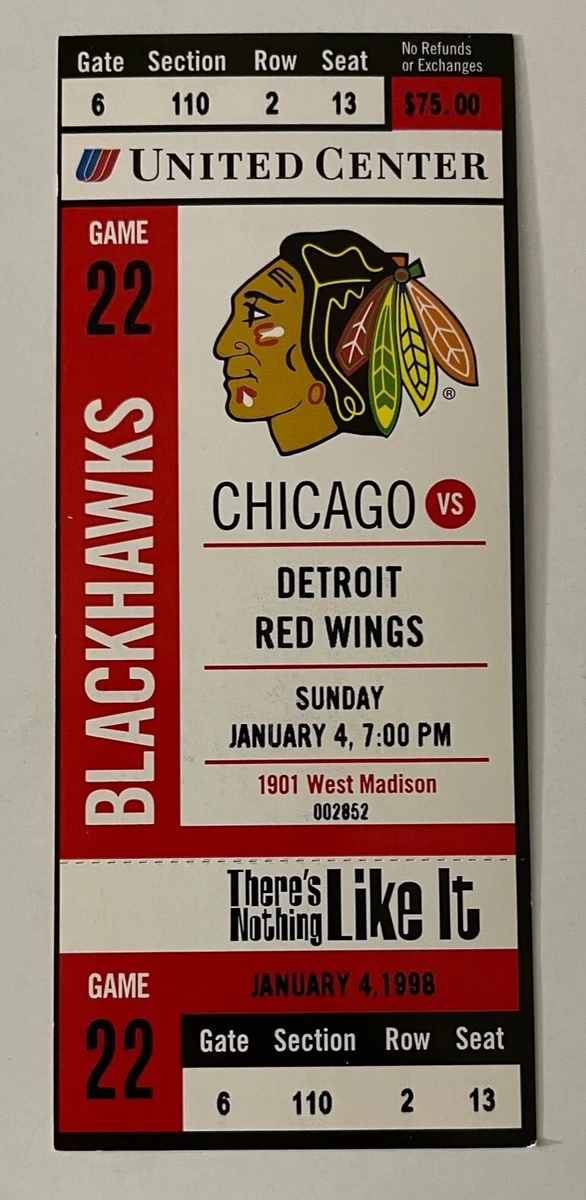 Gate Section Row Seat
No Refunds
or Exchanges
6 110 2 13
$75.00
UNITED CENTER
GAME
22
BLACKHAWKS
®
CHICAGO VS
DETROIT
RED WINGS
SUNDAY
JANUARY 4, 7:00 PM
1901 West Madison
002852
There's
Nothing
Like It
GAME
22
JANUARY 4,1998
Gate Section Row Seat
6 110 2 13